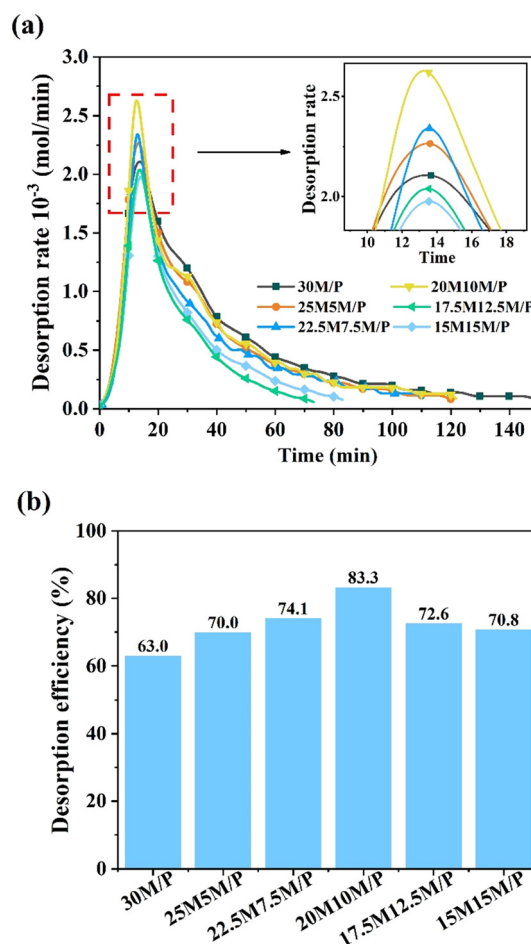 (a)
Desorption rate 10⁻³ (mol/min)
3.0
2.5
2.0
1.5
1.0
0.5
0.0
0 20 40 60 80 100 120 140
Time (min)
Desorption rate
2.5
2.0
10 12 14 16 18
Time
30M/P 20M10M/P
25M5M/P 17.5M12.5M/P
22.5M7.5M/P 15M15M/P
(b)
Desorption efficiency (%)
100
80
60
40
20
0
63.0 70.0 74.1 83.3 72.6 70.8
30M/P 25M5M/P 22.5M7.5M/P 20M10M/P 17.5M12.5M/P 15M15M/P